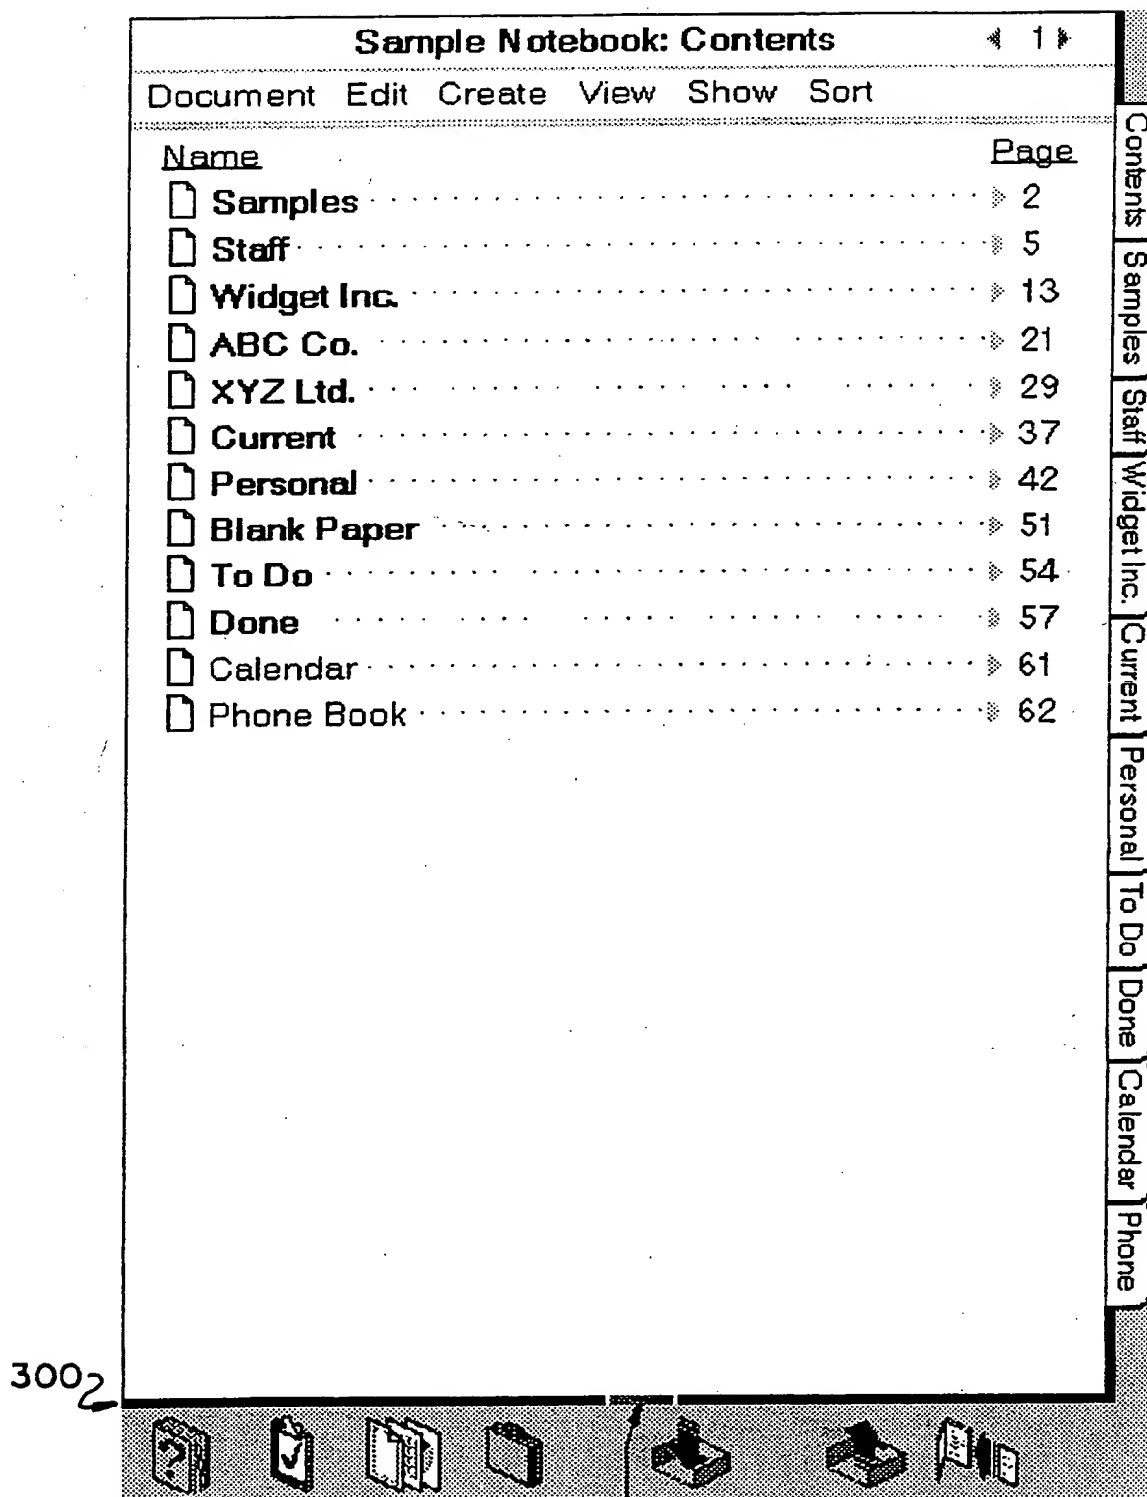 Sample Notebook: Contents 1
Document Edit Create View Show Sort
Name Page
Samples 2
Staff 5
Widget Inc. 13
ABC Co. 21
XYZ Ltd. 29
Current 37
Personal 42
Blank Paper 51
To Do 54
Done 57
Calendar 61
Phone Book 62
Contents
Samples
Staff
Widget Inc.
Current
Personal
To Do
Done
Calendar
Phone
300
?